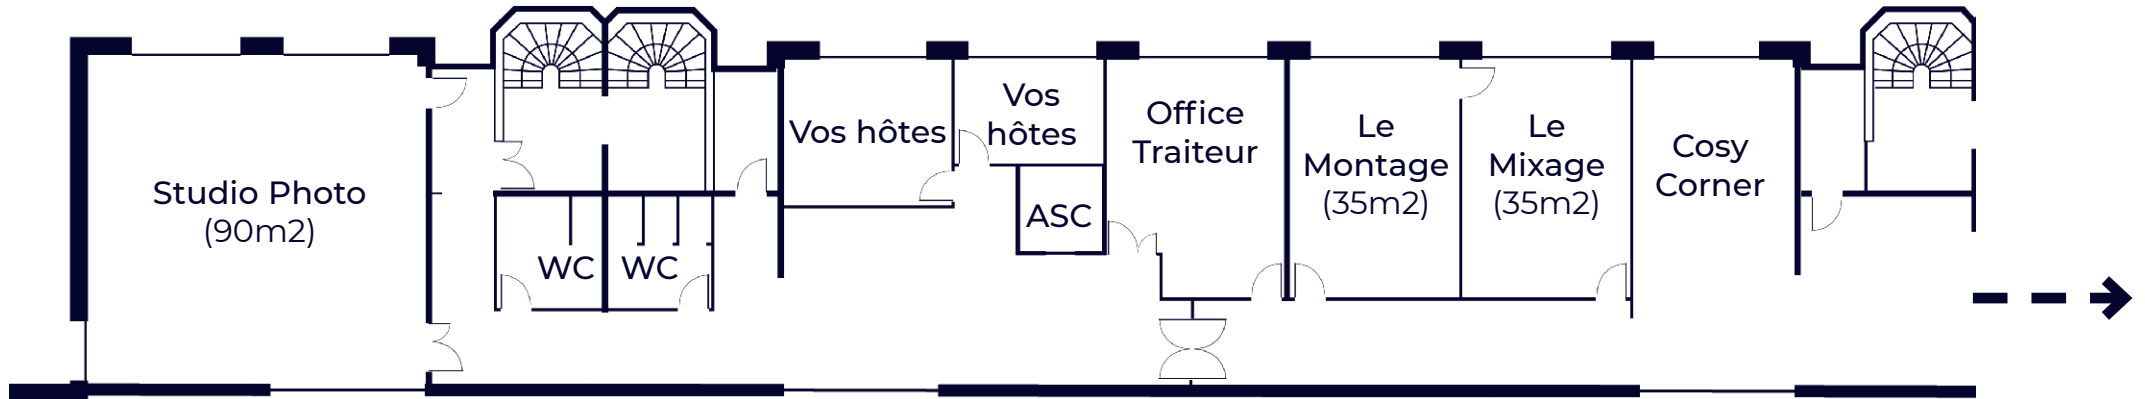 Studio Photo
(90m2)
WC
WC
Vos hôtes
Vos
hôtes
ASC
Office
Traiteur
Le
Montage
(35m2)
Le
Mixage
(35m2)
Cosy
Corner